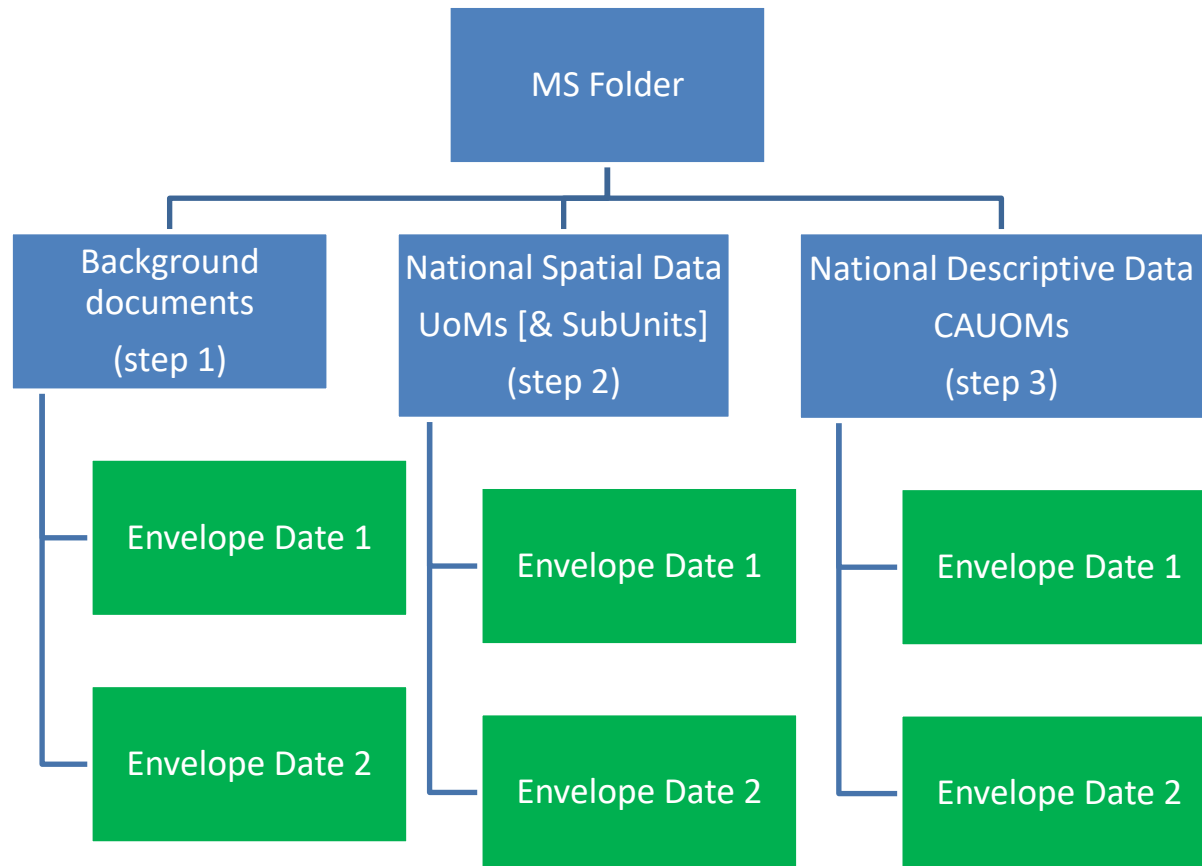 MS Folder
Background
documents
(step 1)
National Spatial Data
UoMs [& SubUnits]
(step 2)
National Descriptive Data
CAUOMs
(step 3)
Envelope Date 1
Envelope Date 1
Envelope Date 1
Envelope Date 2
Envelope Date 2
Envelope Date 2